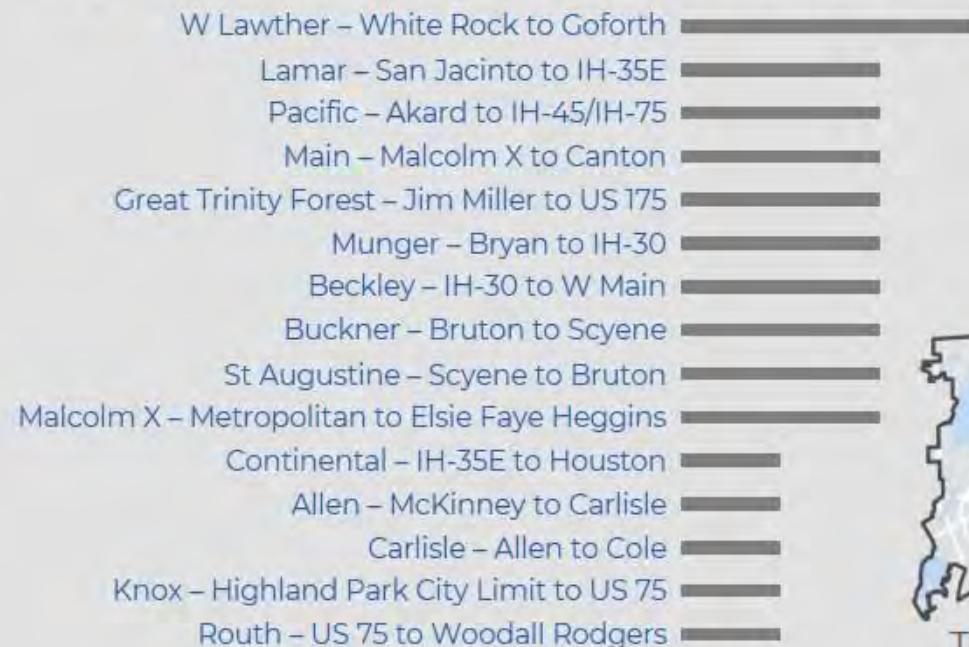 W Lawther – White Rock to Goforth
Lamar – San Jacinto to IH-35E
Pacific – Akard to IH-45/IH-75
Main – Malcolm X to Canton
Great Trinity Forest – Jim Miller to US 175
Munger – Bryan to IH-30
Beckley – IH-30 to W Main
Buckner – Bruton to Scyene
St Augustine – Scyene to Bruton
Malcolm X – Metropolitan to Elsie Faye Heggins
Continental – IH-35E to Houston
Allen – McKinney to Carlisle
Carlisle – Allen to Cole
Knox – Highland Park City Limit to US 75
Routh – US 75 to Woodall Rodgers